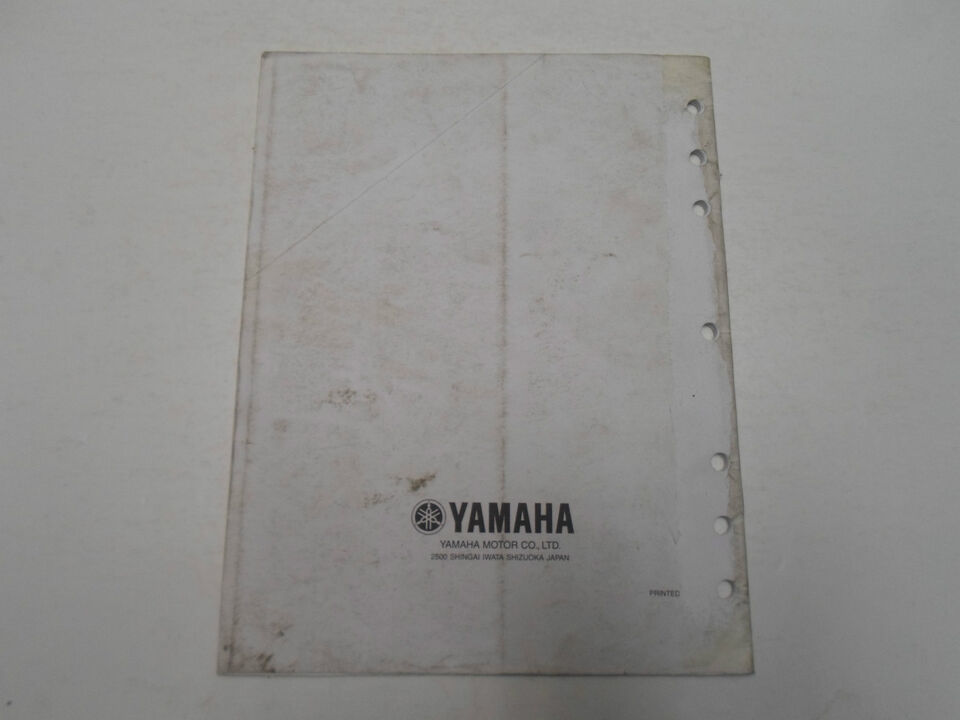 YAMAHA
YAMAHA MOTOR CO., LTD.
2500 SHINGAI IWATA SHIZUOKA JAPAN
PRINTED